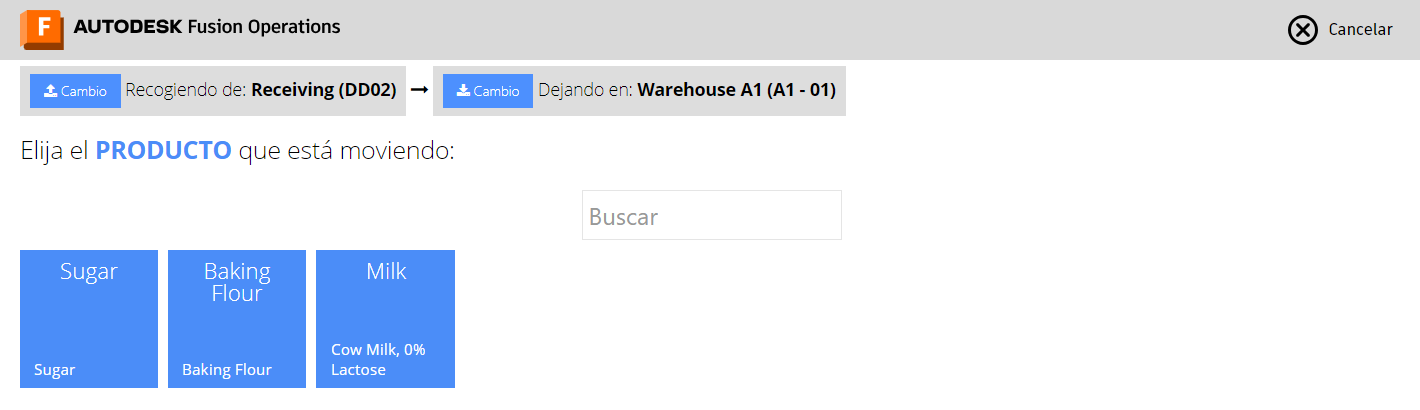 F AUTODESK Fusion Operations
Cancelar
Cambio Recogiendo de: Receiving (DD02)
Cambio Dejando en: Warehouse A1 (A1 - 01)
Elija el PRODUCTO que está moviendo:
Buscar
Sugar
Sugar
Baking
Flour
Baking Flour
Milk
Cow Milk, 0%
Lactose